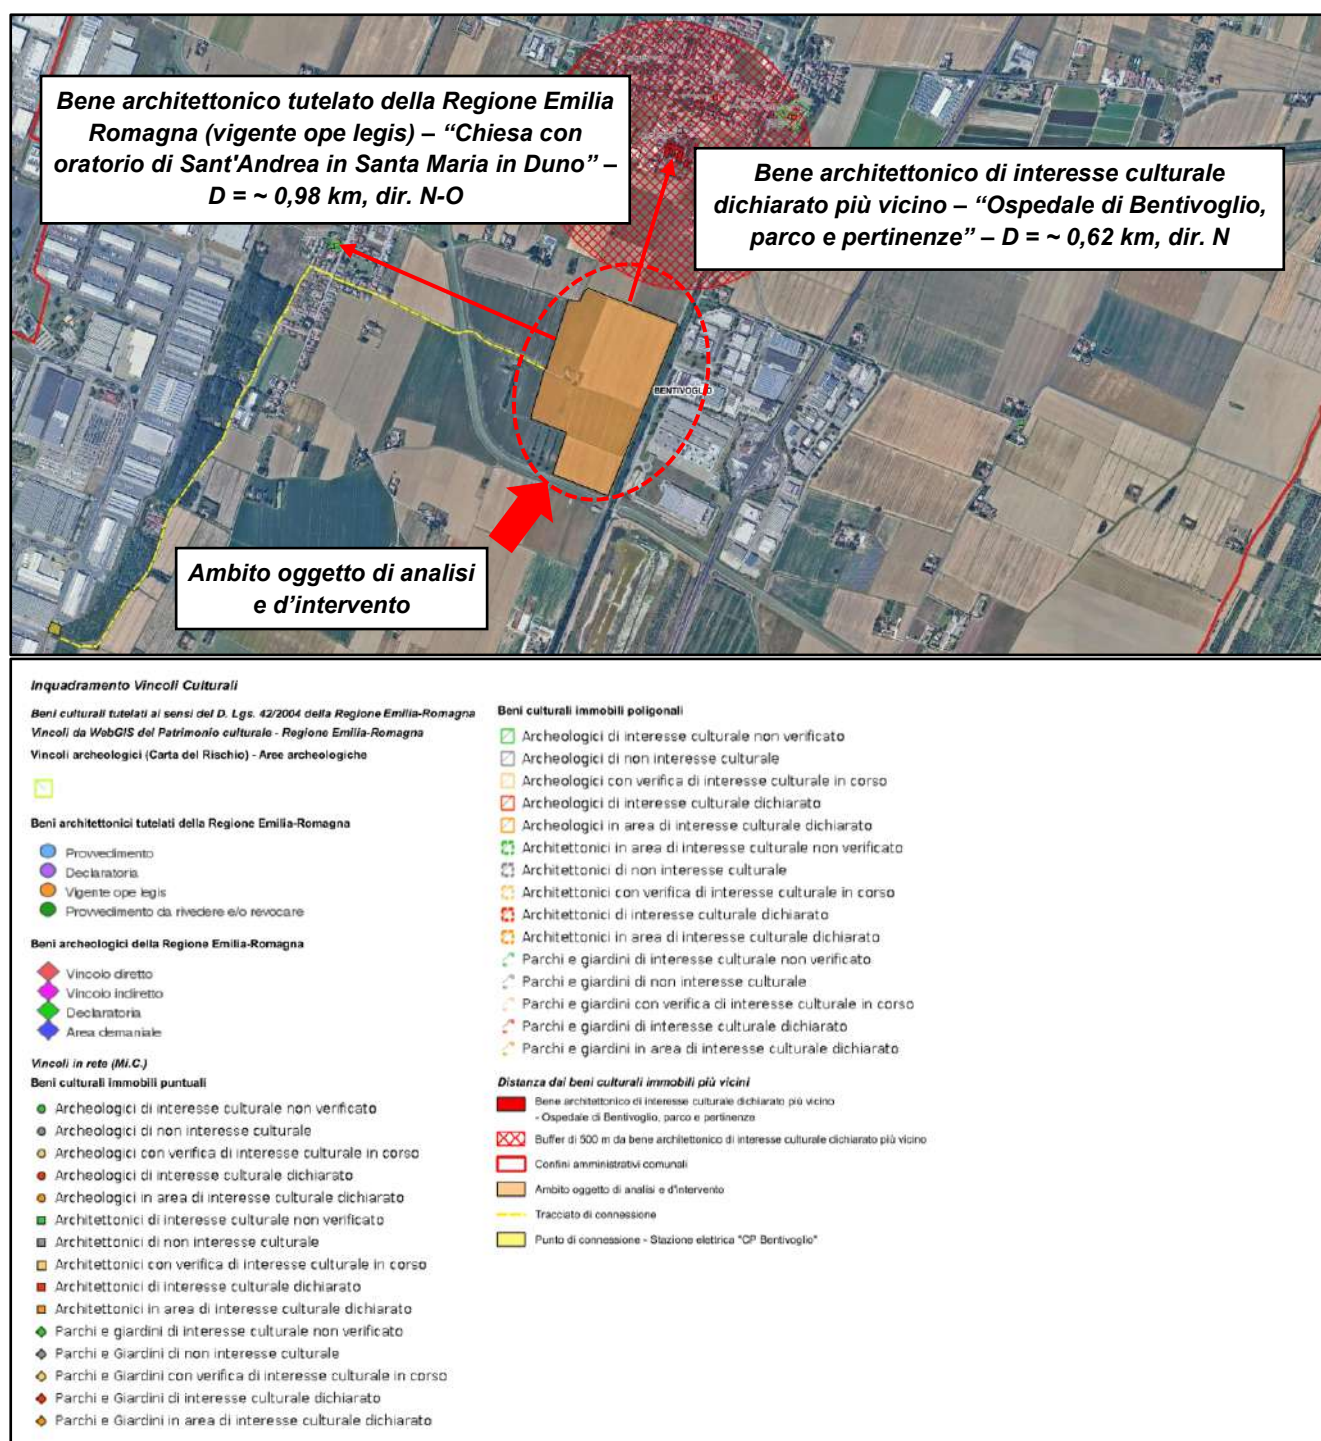 Bene architettonico tutelato della Regione Emilia
Romagna (vigente ope legis) – “Chiesa con
oratorio di Sant'Andrea in Santa Maria in Duno” –
D = ~ 0,98 km, dir. N-O
Bene architettonico di interesse culturale
dichiarato più vicino – “Ospedale di Bentivoglio,
parco e pertinenze” – D = ~ 0,62 km, dir. N
BENTIVOGLIO
Ambito oggetto di analisi
e d’intervento
Inquadramento Vincoli Culturali
Beni culturali tutelati ai sensi del D. Lgs. 42/2004 della Regione Emilia-Romagna
Vincoli da WebGIS del Patrimonio culturale - Regione Emilia-Romagna
Vincoli archeologici (Carta del Rischio) - Aree archeologiche
Beni architettonici tutelati della Regione Emilia-Romagna
Provvedimento
Declaratoria
Vigente ope legis
Provvedimento da rivedere e/o revocare
Beni archeologici della Regione Emilia-Romagna
Vincolo diretto
Vincolo indiretto
Declaratoria
Area demaniale
Vincoli in rete (Mi.C.)
Beni culturali immobili puntuali
Archeologici di interesse culturale non verificato
Archeologici di non interesse culturale
Archeologici con verifica di interesse culturale in corso
Archeologici di interesse culturale dichiarato
Archeologici in area di interesse culturale dichiarato
Architettonici di interesse culturale non verificato
Architettonici di non interesse culturale
Architettonici con verifica di interesse culturale in corso
Architettonici di interesse culturale dichiarato
Architettonici in area di interesse culturale dichiarato
Parchi e giardini di interesse culturale non verificato
Parchi e Giardini di non interesse culturale
Parchi e Giardini con verifica di interesse culturale in corso
Parchi e Giardini di interesse culturale dichiarato
Parchi e Giardini in area di interesse culturale dichiarato
Beni culturali immobili poligonali
Archeologici di interesse culturale non verificato
Archeologici di non interesse culturale
Archeologici con verifica di interesse culturale in corso
Archeologici di interesse culturale dichiarato
Archeologici in area di interesse culturale dichiarato
Architettonici in area di interesse culturale non verificato
Architettonici di non interesse culturale
Architettonici con verifica di interesse culturale in corso
Architettonici di interesse culturale dichiarato
Architettonici in area di interesse culturale dichiarato
Parchi e giardini di interesse culturale non verificato
Parchi e giardini di non interesse culturale
Parchi e giardini con verifica di interesse culturale in corso
Parchi e giardini di interesse culturale dichiarato
Parchi e giardini in area di interesse culturale dichiarato
Distanza dai beni culturali immobili più vicini
Bene architettonico di interesse culturale dichiarato più vicino
- Ospedale di Bentivoglio, parco e pertinenze
Buffer di 500 m da bene architettonico di interesse culturale dichiarato più vicino
Confini amministrativi comunali
Ambito oggetto di analisi e d'intervento
Tracciato di connessione
Punto di connessione - Stazione elettrica "CP Bentivoglio"